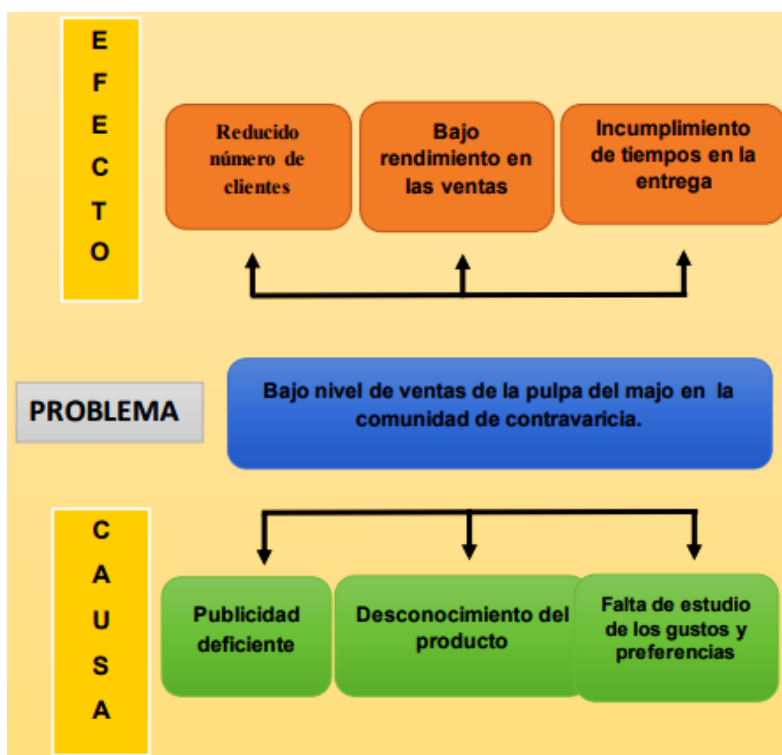 EFECTO
Reducido
número de
clientes
Bajo
rendimiento en
las ventas
Incumplimiento
de tiempos en la
entrega
PROBLEMA
Bajo nivel de ventas de la pulpa del majo en la
comunidad de contravaricia.
CAUSA
Publicidad
deficiente
Desconocimiento del
producto
Falta de estudio
de los gustos y
preferencias